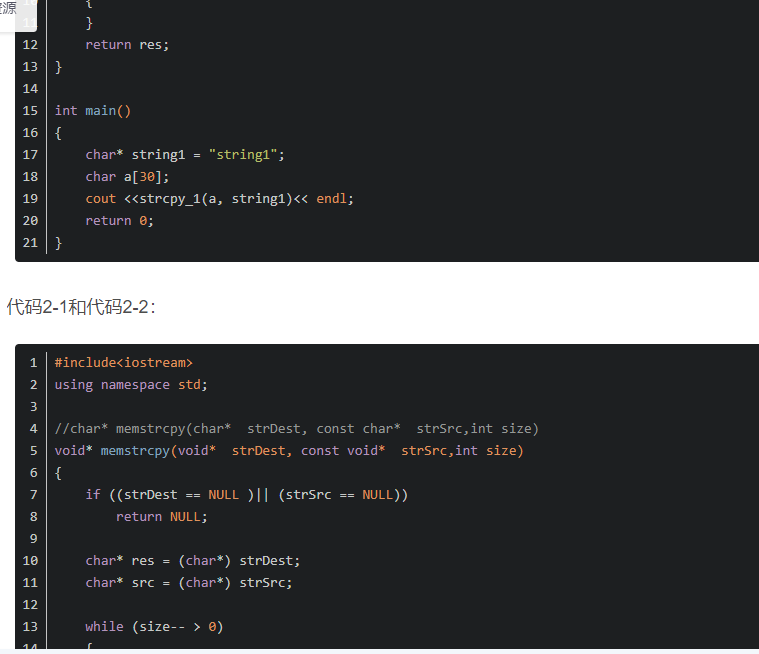 资源
10 {
11 }
12 return res;
13 }
14
15 int main()
16 {
17 char* string1 = "string1";
18 char a[30];
19 cout <<strcpy_1(a, string1)<< endl;
20 return 0;
21 }
代码2-1和代码2-2：
1 #include<iostream>
2 using namespace std;
3
4 //char* memstrcpy(char*  strDest, const char*  strSrc,int size)
5 void* memstrcpy(void*  strDest, const void*  strSrc,int size)
6 {
7 if ((strDest == NULL )|| (strSrc == NULL))
8 return NULL;
9
10 char* res = (char*) strDest;
11 char* src = (char*) strSrc;
12
13 while (size-- > 0)
14 {